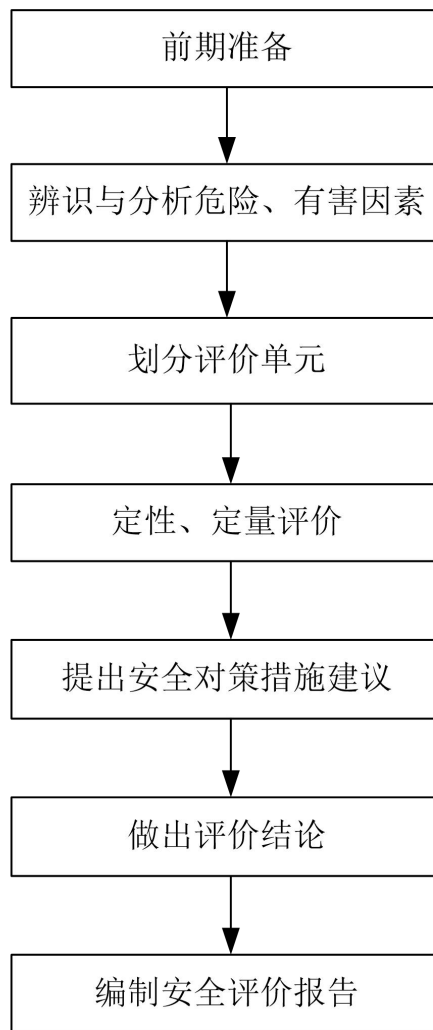 前期准备
辨识与分析危险、有害因素
划分评价单元
定性、定量评价
提出安全对策措施建议
做出评价结论
编制安全评价报告